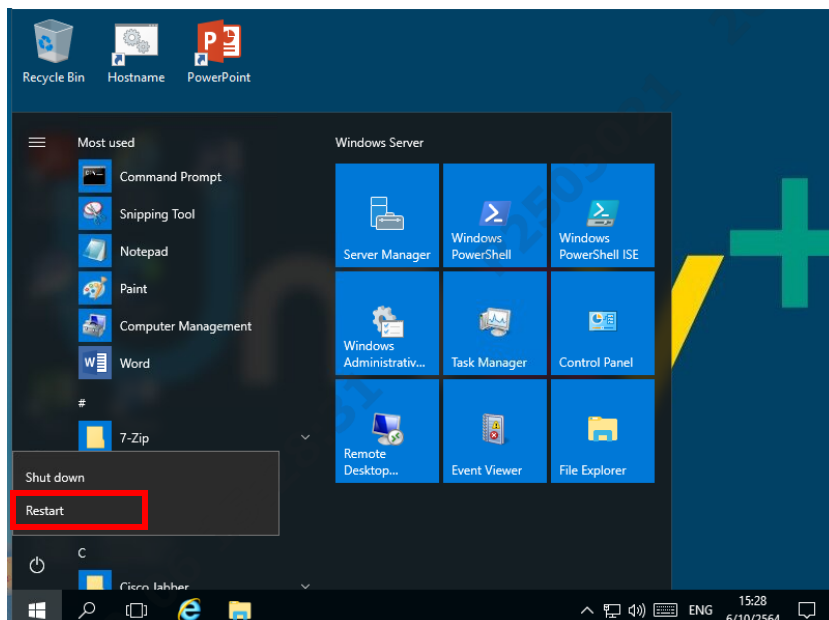 Recycle Bin
Hostname
PowerPoint
Most used
Windows Server
Command Prompt
Snipping Tool
Notepad
Paint
Computer Management
Word
#
7-Zip
Server Manager
Windows
PowerShell
Windows
PowerShell ISE
Windows
Administrativ...
Task Manager
Control Panel
Remote
Desktop...
Event Viewer
File Explorer
Shut down
Restart
C
Cisco Jabber
ENG
15:28
6/10/2564